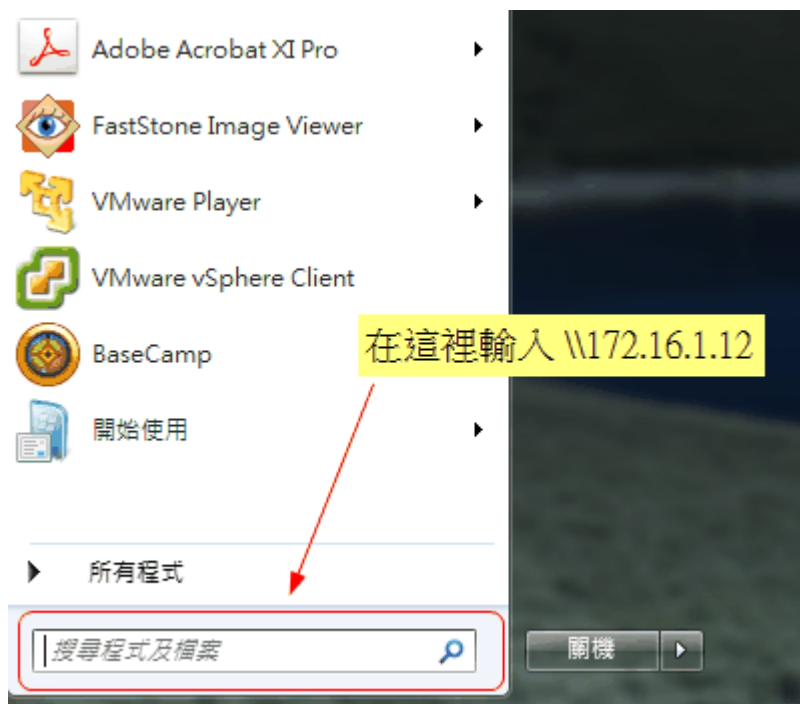 Adobe Acrobat XI Pro
FastStone Image Viewer
VMware Player
VMware vSphere Client
在這裡輸入 \\172.16.1.12
BaseCamp
開始使用
所有程式
搜尋程式及檔案
關機